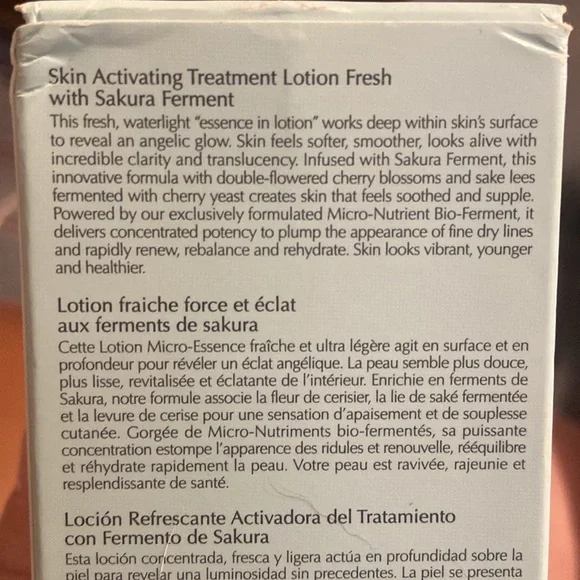 Skin Activating Treatment Lotion Fresh
with Sakura Ferment
This fresh, waterlight “essence in lotion” works deep within skin's surface
to reveal an angelic glow. Skin feels softer, smoother, looks alive with
incredible clarity and translucency. Infused with Sakura Ferment, this
innovative formula with double-flowered cherry blossoms and sake lees
fermented with cherry yeast creates skin that feels soothed and supple.
Powered by our exclusively formulated Micro-Nutrient Bio-Ferment, it
delivers concentrated potency to plump the appearance of fine dry lines
and rapidly renew, rebalance and rehydrate. Skin looks vibrant, younger
and healthier.
Lotion fraiche force et éclat
aux ferments de sakura
Cette Lotion Micro-Essence fraîche et ultra légère agit en surface et en
profondeur pour révéler un éclat angélique. La peau semble plus douce,
plus lisse, revitalisée et éclatante de l'intérieur. Enrichie en ferments de
Sakura, notre formule associe la fleur de cerisier, la lie de saké fermentée
et la levure de cerise pour une sensation d'apaisement et de souplesse
cutanée. Gorgée de Micro-Nutriments bio-fermentés, sa puissante
concentration estompe l'apparence des ridules et renouvelle, rééquilibre
et réhydrate rapidement la peau. Votre peau est ravivée, rajeunie et
resplendissante de santé.
Loción Refrescante Activadora del Tratamiento
con Fermento de Sakura
Esta loción concentrada, fresca y ligera actúa en profundidad sobre la
piel para revelar una luminosidad sin precedentes. La piel se presenta